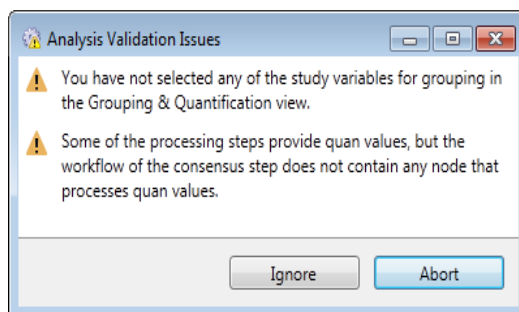 Analysis Validation Issues
You have not selected any of the study variables for grouping in
the Grouping & Quantification view.
Some of the processing steps provide quan values, but the
workflow of the consensus step does not contain any node that
processes quan values.
Ignore
Abort